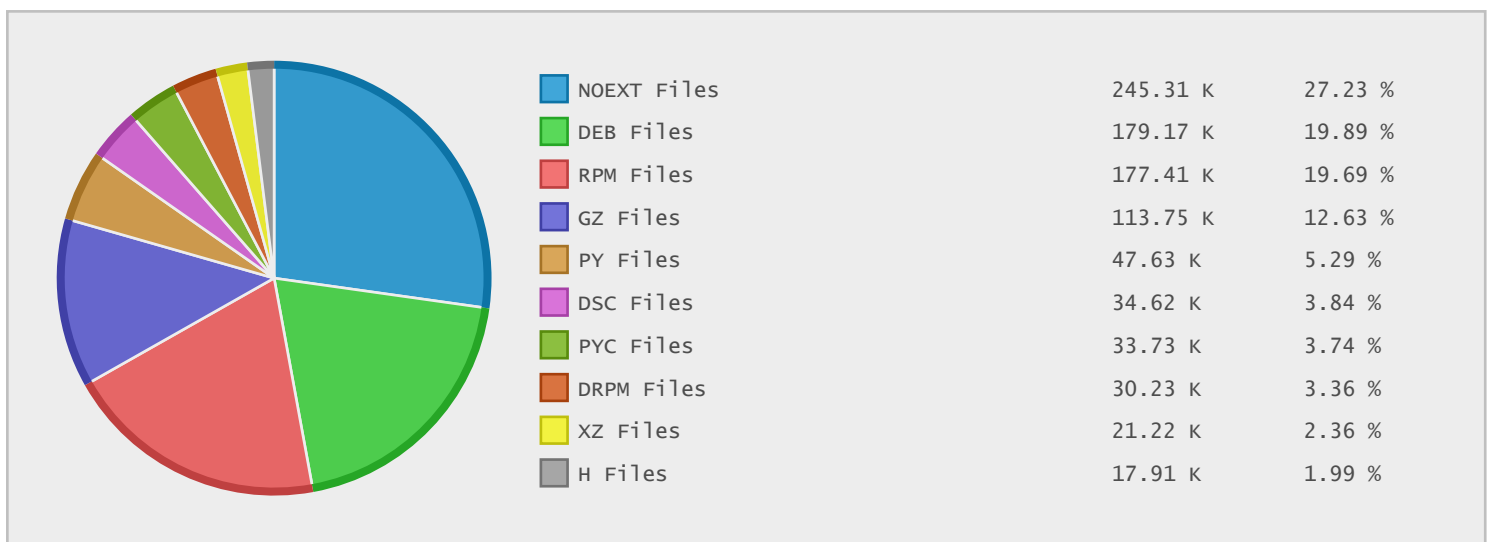 NOEXT Files 245.31 K 27.23 %
DEB Files 179.17 K 19.89 %
RPM Files 177.41 K 19.69 %
GZ Files 113.75 K 12.63 %
PY Files 47.63 K 5.29 %
DSC Files 34.62 K 3.84 %
PYC Files 33.73 K 3.74 %
DRPM Files 30.23 K 3.36 %
XZ Files 21.22 K 2.36 %
H Files 17.91 K 1.99 %